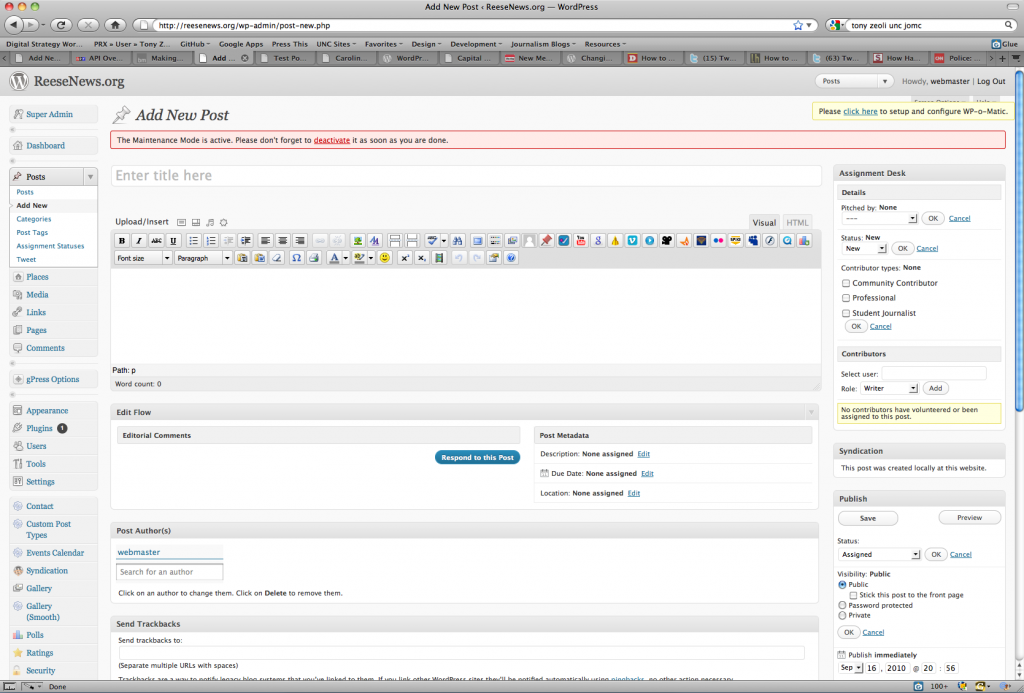 Add New Post ‹ ReeseNews.org — WordPress
http://reesenews.org/wp-admin/post-new.php
tony zeoli unc jomc
Digital Strategy Wor... PRX » User » Tony Z... GitHub Google Apps Press This UNC Sites Favorites Design Development Journalism Blogs Resources Glue
Add Ne... API Ove... Making... Add ... Test Po... Carolin... WordPr... Capital ... New Me... Changi... How to ... (15) Tw... How to ... (63) Tw... How Ha... Police: ...
ReeseNews.org
Posts
Howdy, webmaster | Log Out
Please click here to setup and configure WP-o-Matic.
Super Admin
Dashboard
Posts
Posts
Add New
Categories
Post Tags
Assignment Statuses
Tweet
Places
Media
Links
Pages
Comments
gPress Options
Appearance
Plugins 1
Users
Tools
Settings
Contact
Custom Post
Types
Events Calendar
Syndication
Gallery
Gallery
(Smooth)
Polls
Ratings
Security
Add New Post
The Maintenance Mode is active. Please don't forget to deactivate it as soon as you are done.
Enter title here
Upload/Insert
Visual HTML
B I ABC U
Font size Paragraph
Path: p
Word count: 0
Edit Flow
Editorial Comments
Respond to this Post
Post Metadata
Description: None assigned Edit
Due Date: None assigned Edit
Location: None assigned Edit
Post Author(s)
webmaster
Search for an author
Click on an author to change them. Click on Delete to remove them.
Send Trackbacks
Send trackbacks to:
(Separate multiple URLs with spaces)
Trackbacks are a way to notify legacy blog systems that you've linked to them. If you link other WordPress sites they'll be notified automatically using pingbacks, no other action necessary.
Assignment Desk
Details
Pitched by: None
--- OK Cancel
Status: New
New OK Cancel
Contributor types: None
Community Contributor
Professional
Student Journalist
OK Cancel
Contributors
Select user:
Role: Writer Add
No contributors have volunteered or been
assigned to this post.
Syndication
This post was created locally at this website.
Publish
Save Preview
Status:
Assigned OK Cancel
Visibility: Public
Public
Stick this post to the front page
Password protected
Private
OK Cancel
Publish immediately
Sep 16 , 2010 @ 20 : 56
Done
100+